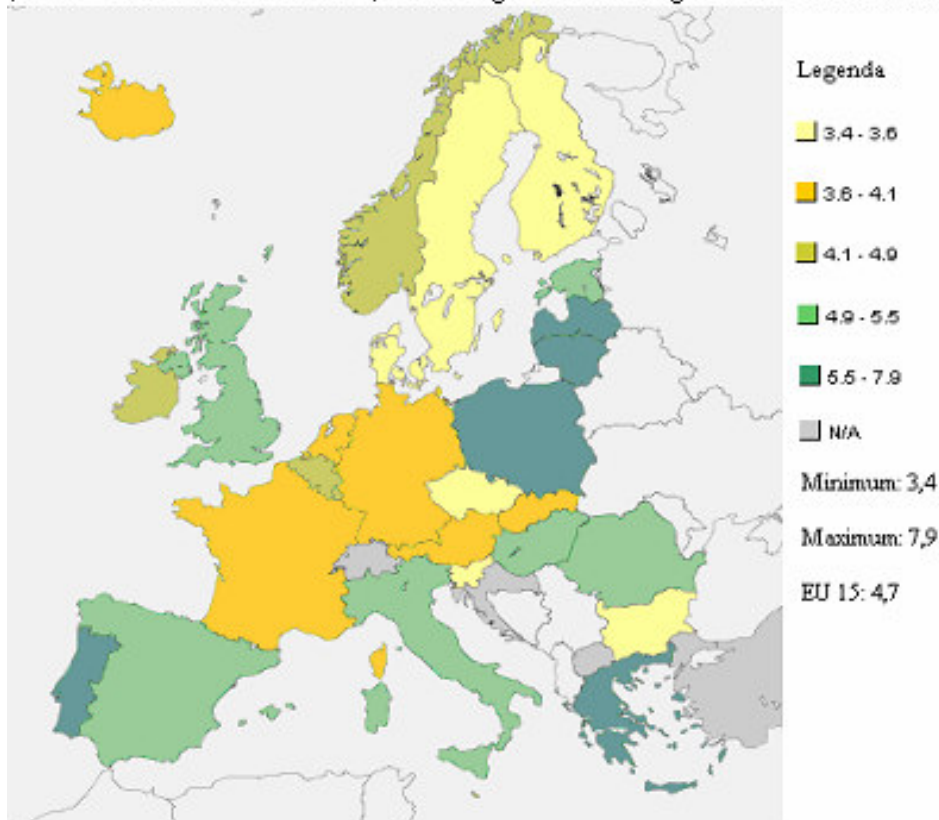 Legenda
3.4 - 3.6
3.6 - 4.1
4.1 - 4.9
4.9 - 5.5
5.5 - 7.9
N/A
Minimum: 3,4
Maximum: 7,9
EU 15: 4,7